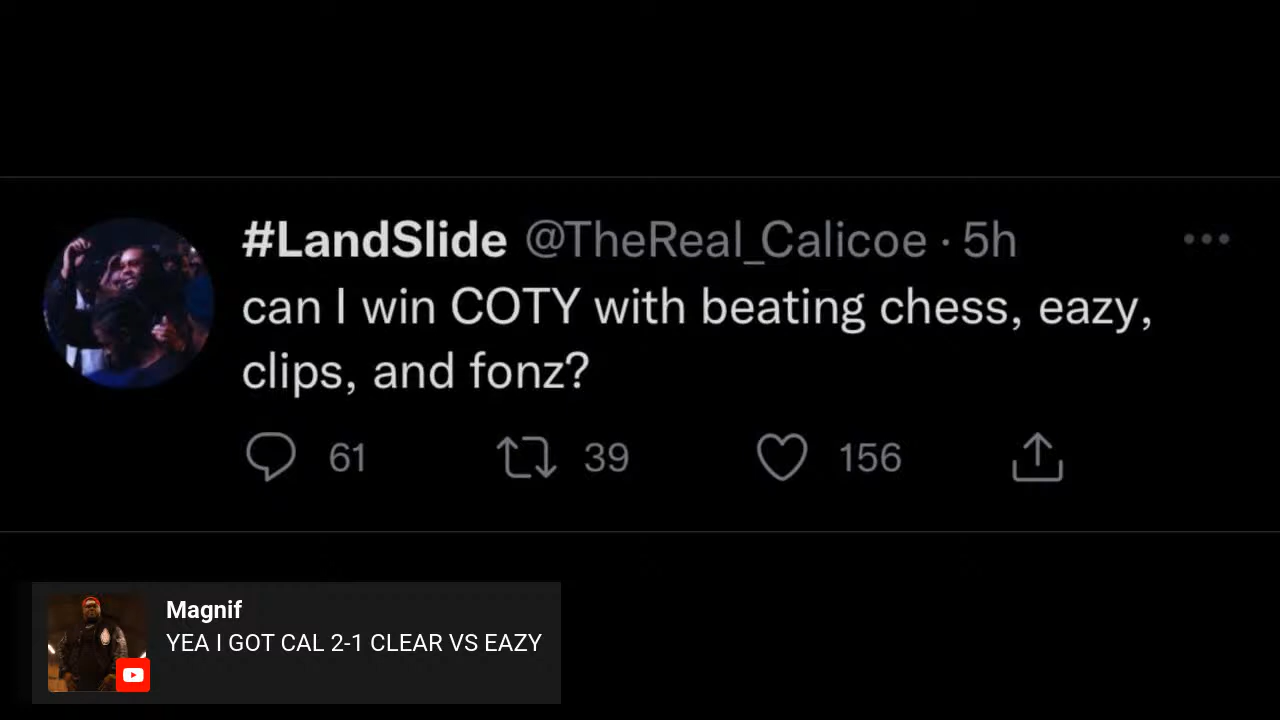 #LandSlide @TheReal_Calicoe · 5h
can I win COTY with beating chess, eazy,
clips, and fonz?
61 39 156
Magnif
YEA I GOT CAL 2-1 CLEAR VS EAZY